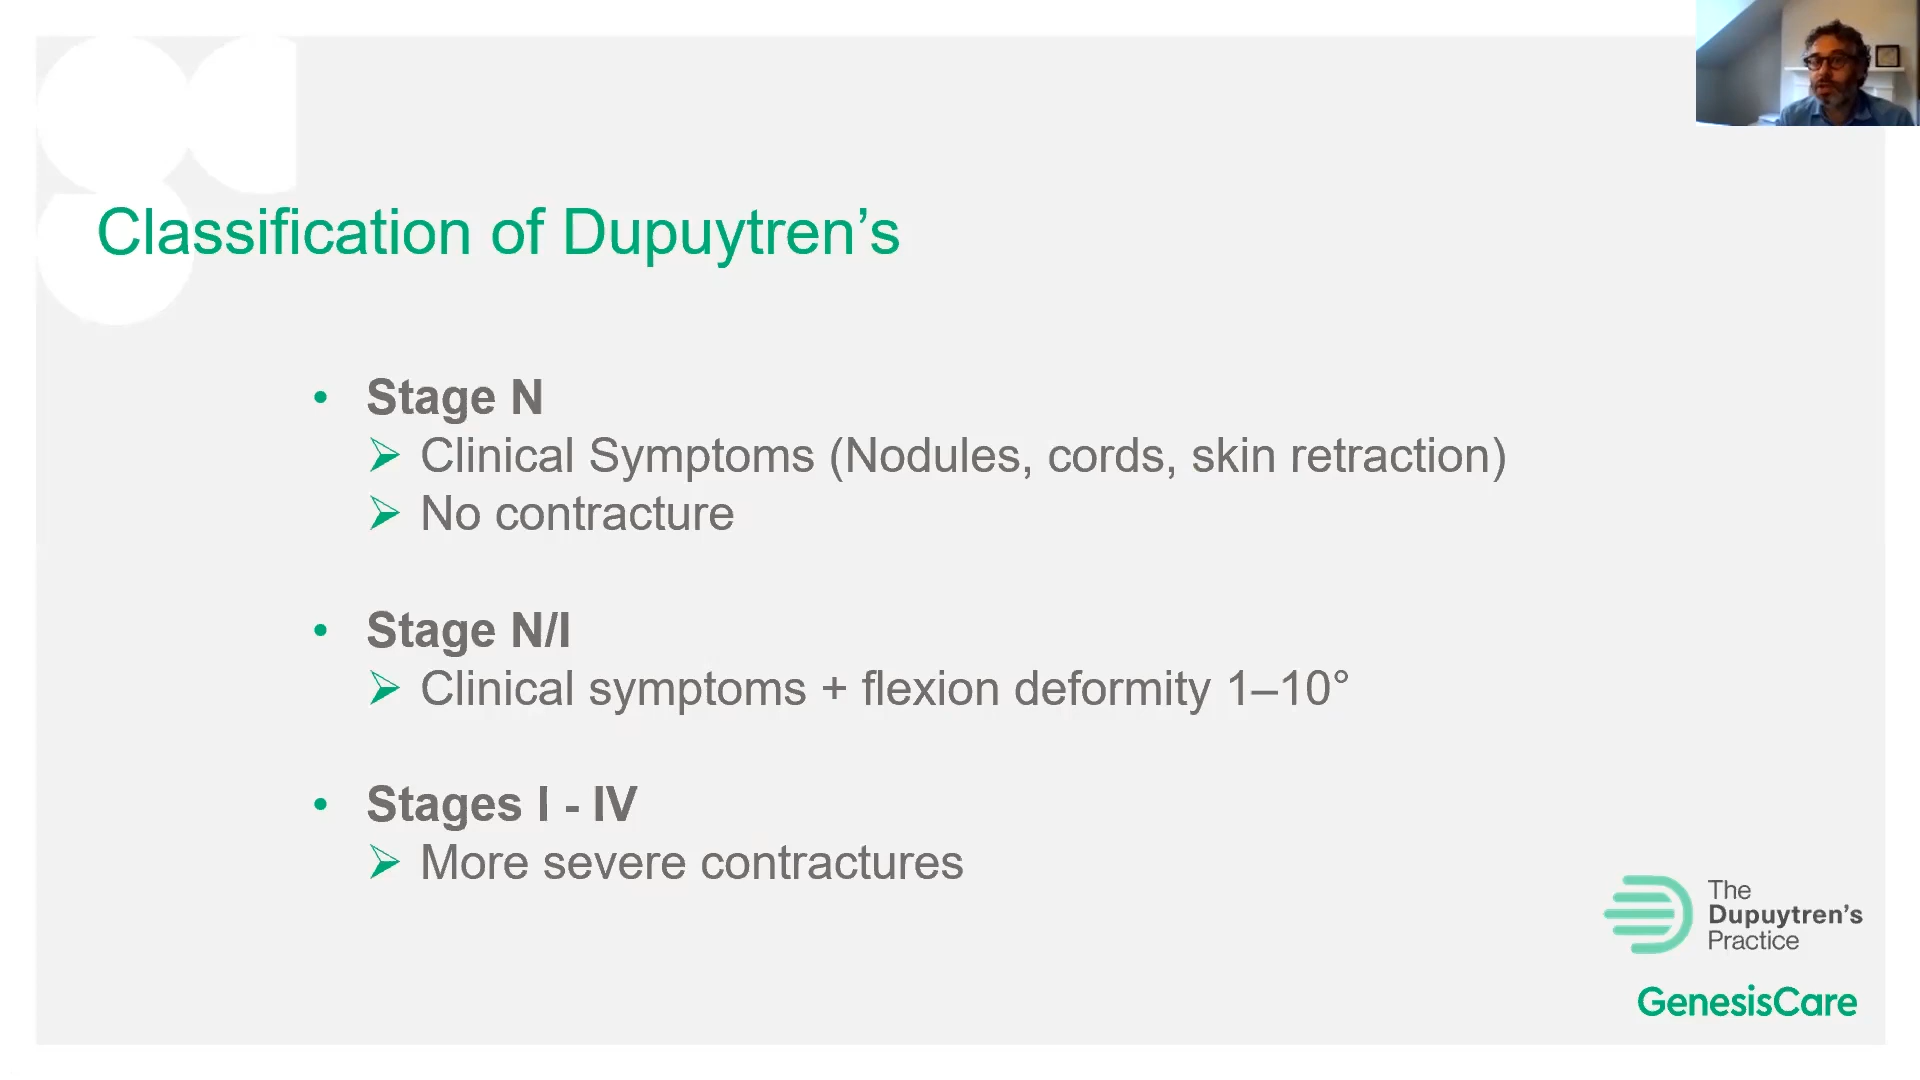 Classification of Dupuytren’s
• Stage N
➢ Clinical Symptoms (Nodules, cords, skin retraction)
➢ No contracture
• Stage N/I
➢ Clinical symptoms + flexion deformity 1–10°
• Stages I - IV
➢ More severe contractures
The
Dupuytren’s
Practice
GenesisCare